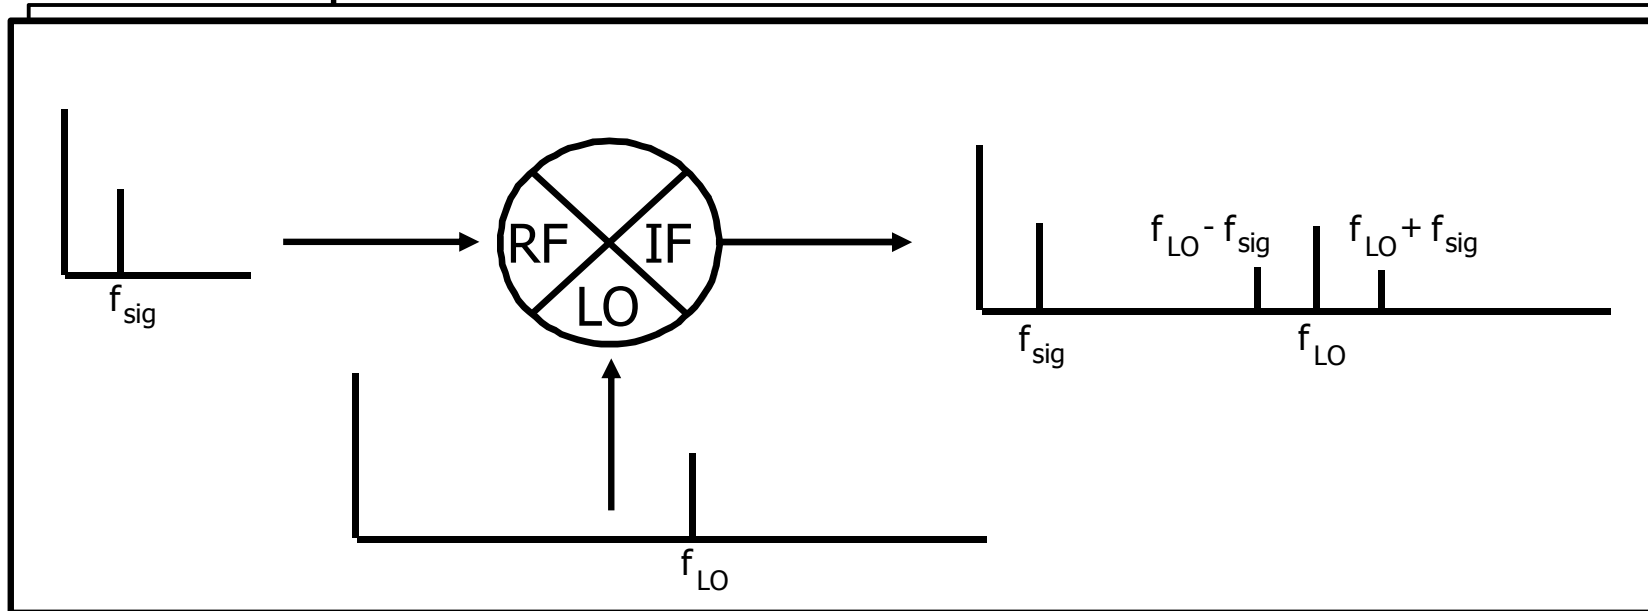 f_sig
RF
IF
LO
f_LO
f_LO - f_sig
f_LO + f_sig
f_sig
f_LO